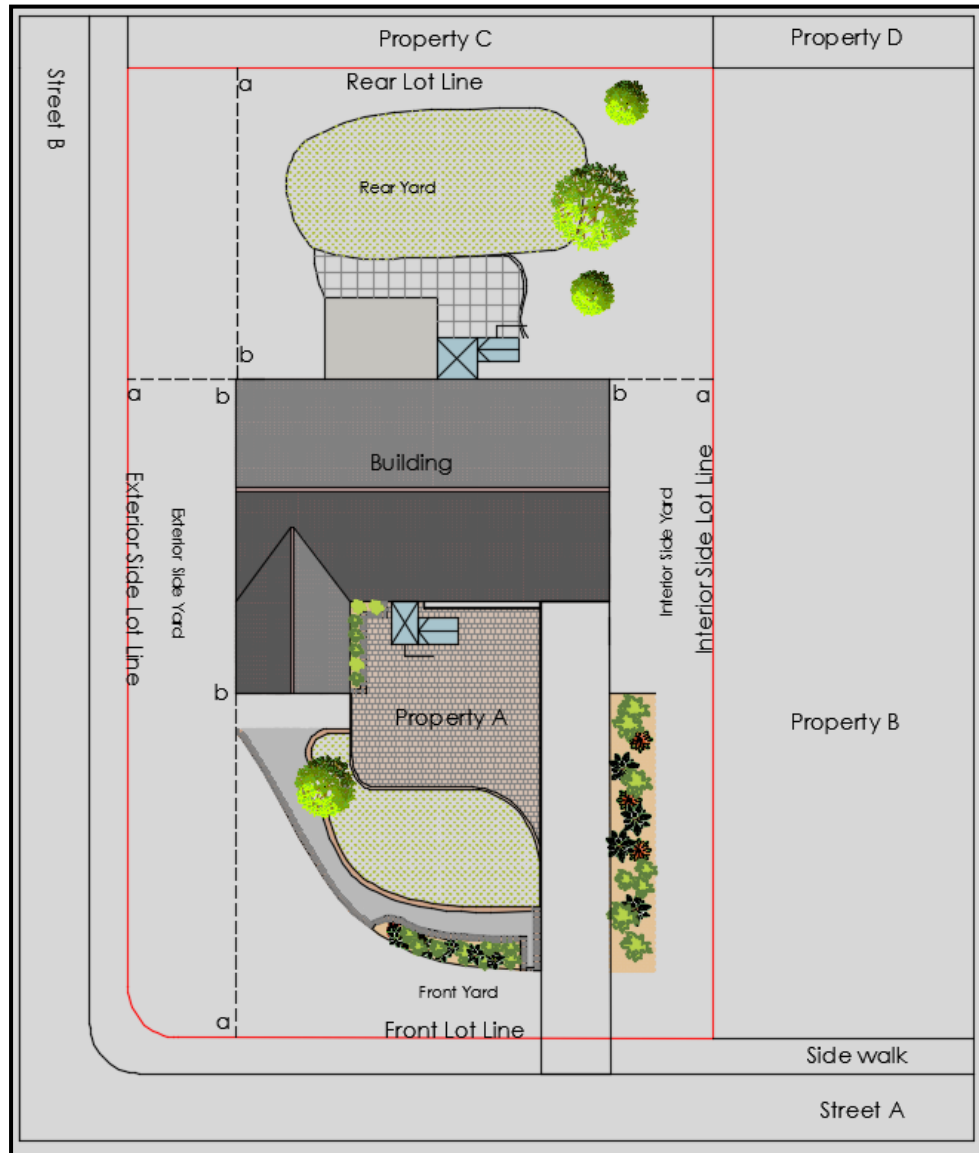 Property C
Property D
Street B
a
Rear Lot Line
Rear Yard
b
a
b
b
a
Building
Exterior Side Lot Line
Exterior Side Yard
Interior Side Yard
Interior Side Lot Line
b
Property A
Property B
Front Yard
a
Front Lot Line
Side walk
Street A